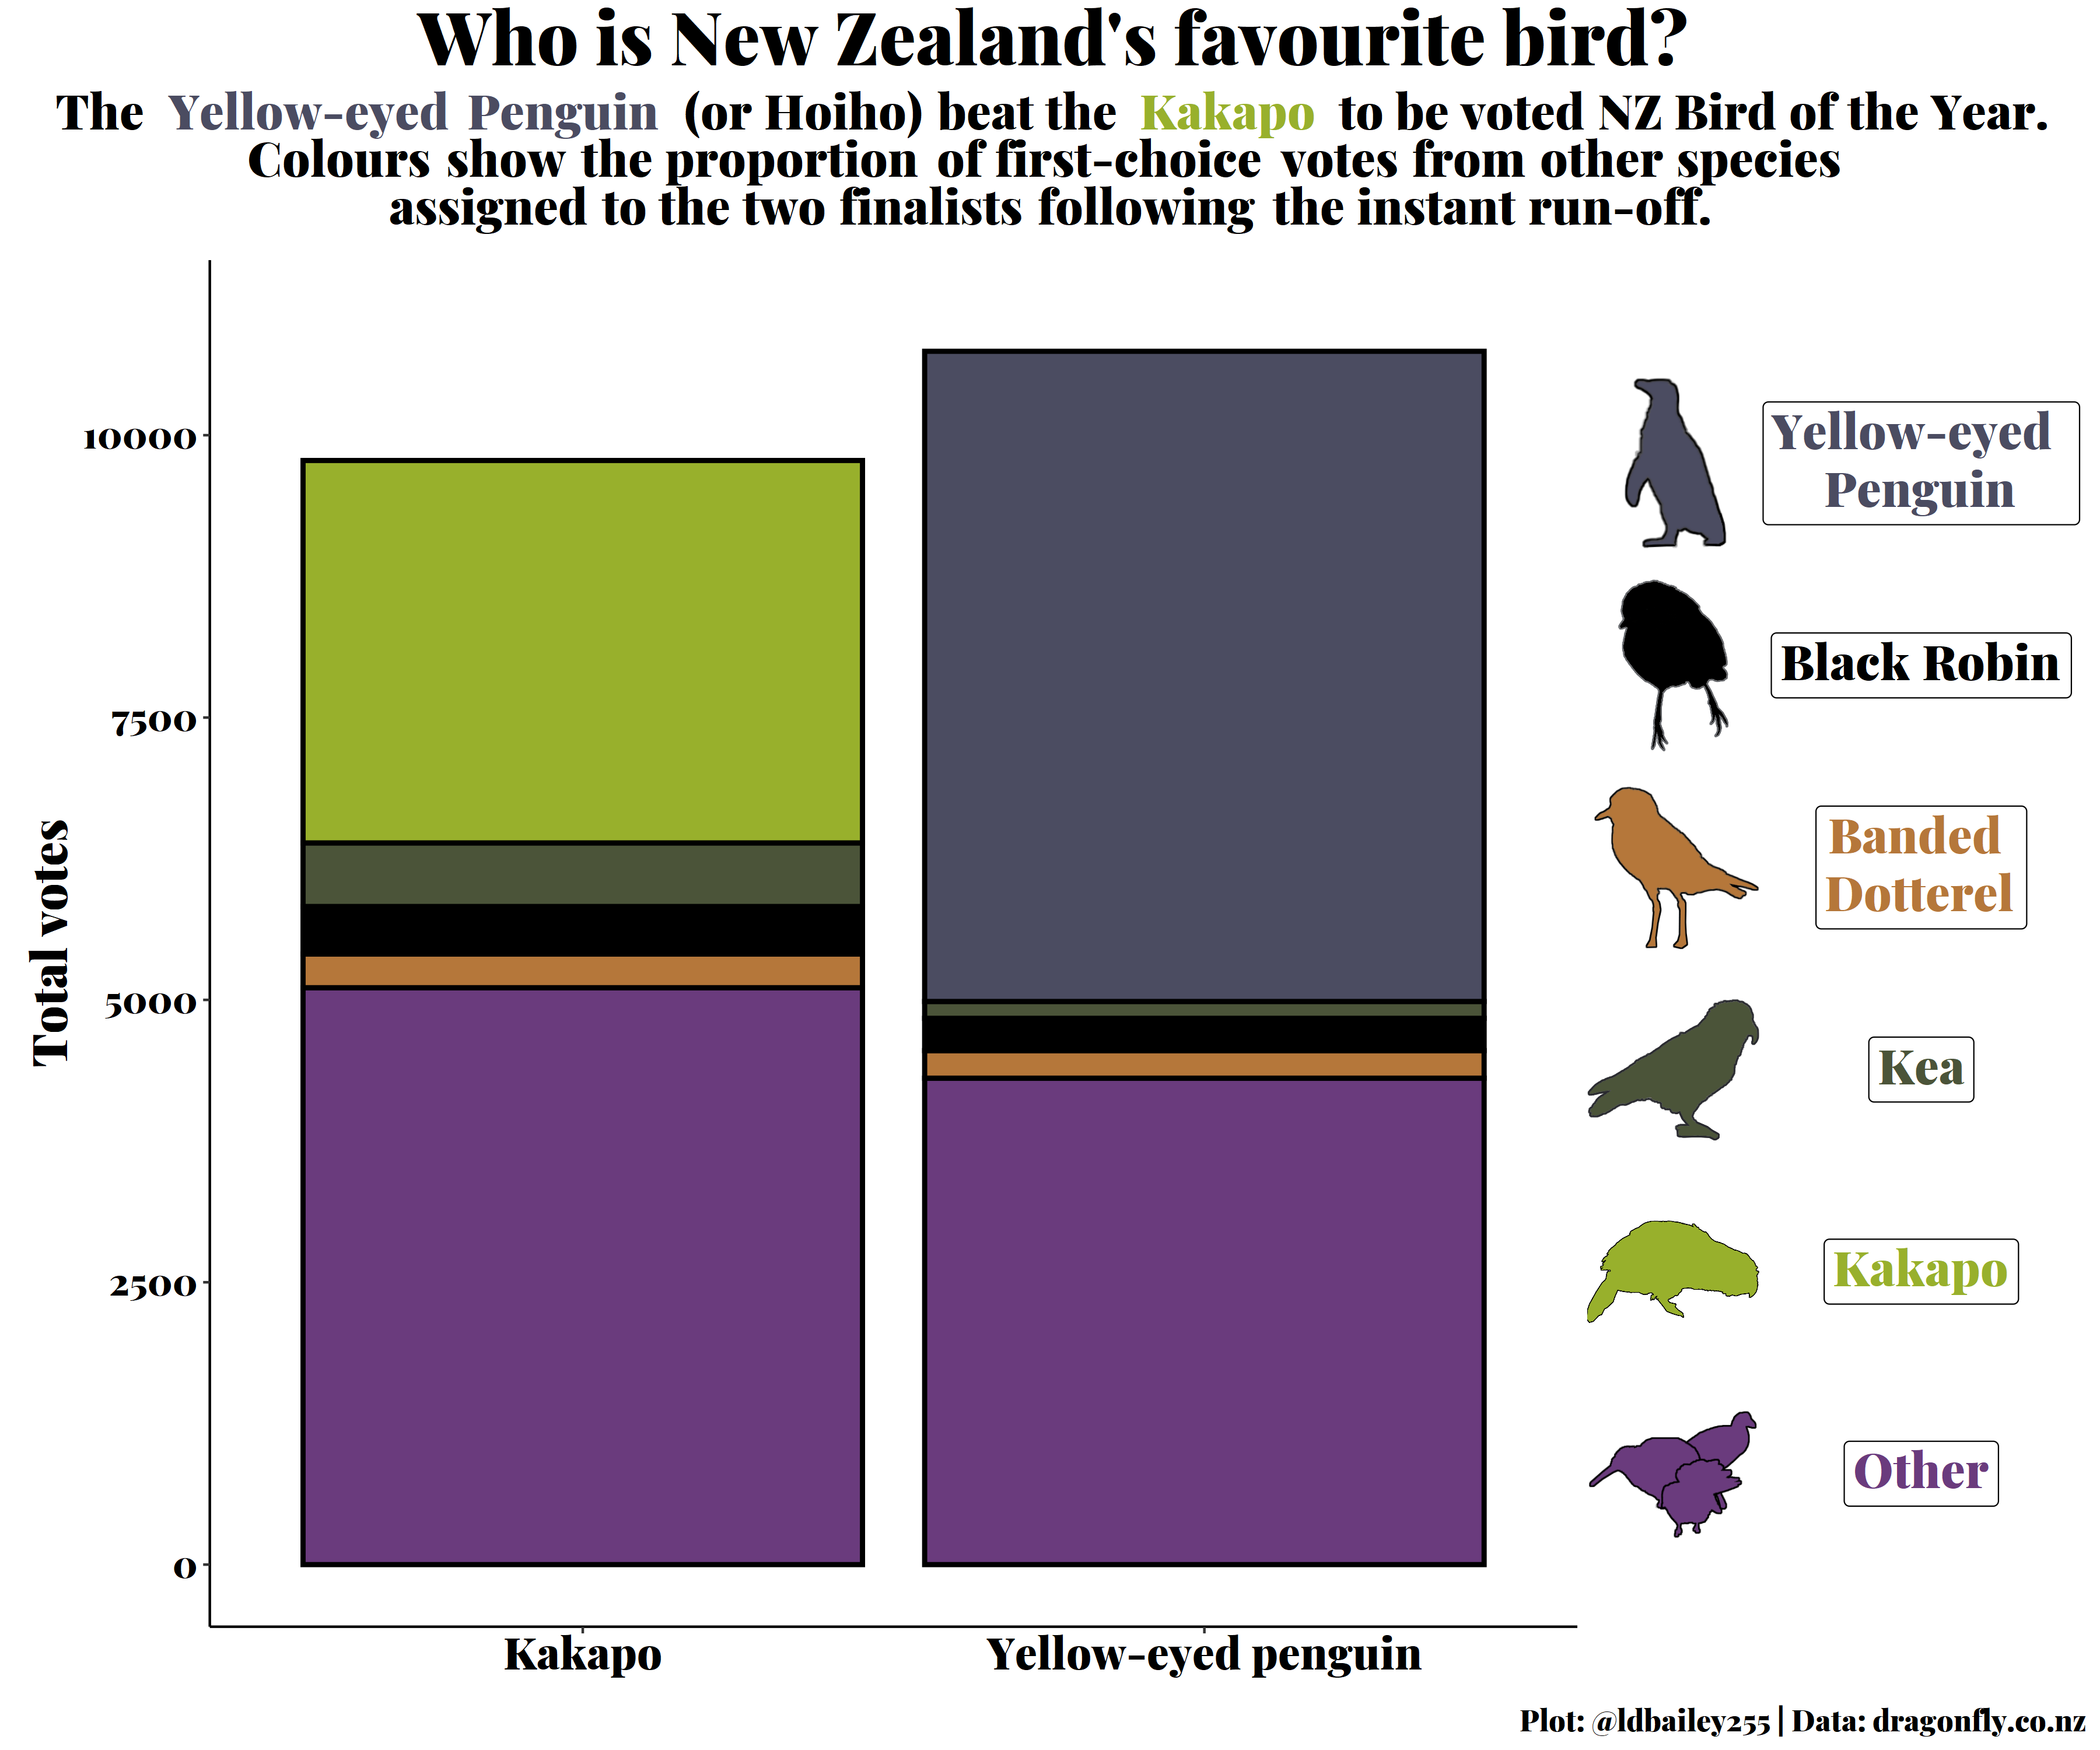 Who is New Zealand's favourite bird?
The Yellow-eyed Penguin (or Hoiho) beat the Kakapo to be voted NZ Bird of the Year.
Colours show the proportion of first-choice votes from other species
assigned to the two finalists following the instant run-off.
Total votes
10000
7500
5000
2500
0
Kakapo
Yellow-eyed penguin
Yellow-eyed
Penguin
Black Robin
Banded
Dotterel
Kea
Kakapo
Other
Plot: @ldbailey255 | Data: dragonfly.co.nz